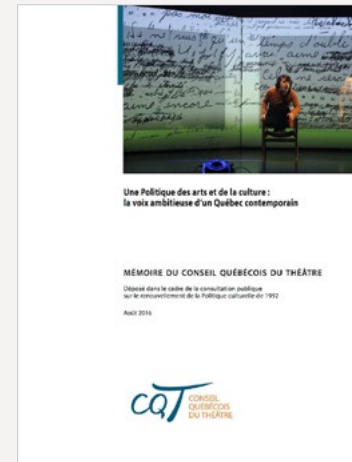 Une Politique des arts et de la culture :
la voix ambitieuse d'un Québec contemporain
MÉMOIRE DU CONSEIL QUÉBÉCOIS DU THÉÂTRE
Déposé dans le cadre de la consultation publique
sur le renouvellement de la Politique culturelle de 1992
Août 2016
CQT CONSEIL
QUÉBÉCOIS
DU THÉÂTRE